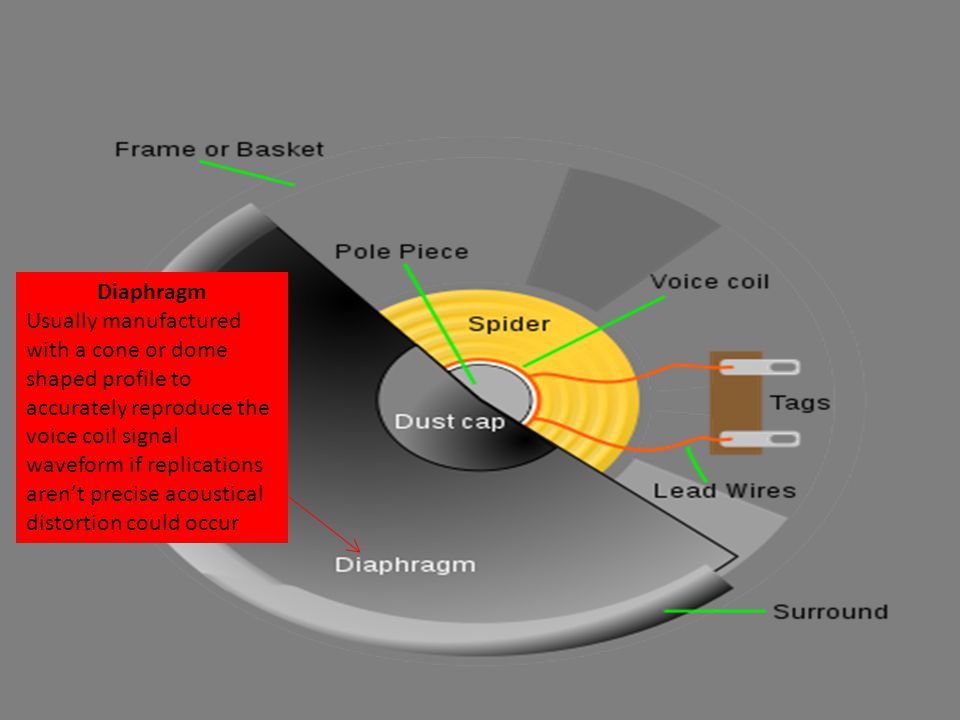 Frame or Basket
Pole Piece
Voice coil
Diaphragm
Usually manufactured
with a cone or dome
shaped profile to
accurately reproduce the
voice coil signal
waveform if replications
aren’t precise acoustical
distortion could occur
Spider
Tags
Dust cap
Lead Wires
Diaphragm
Surround